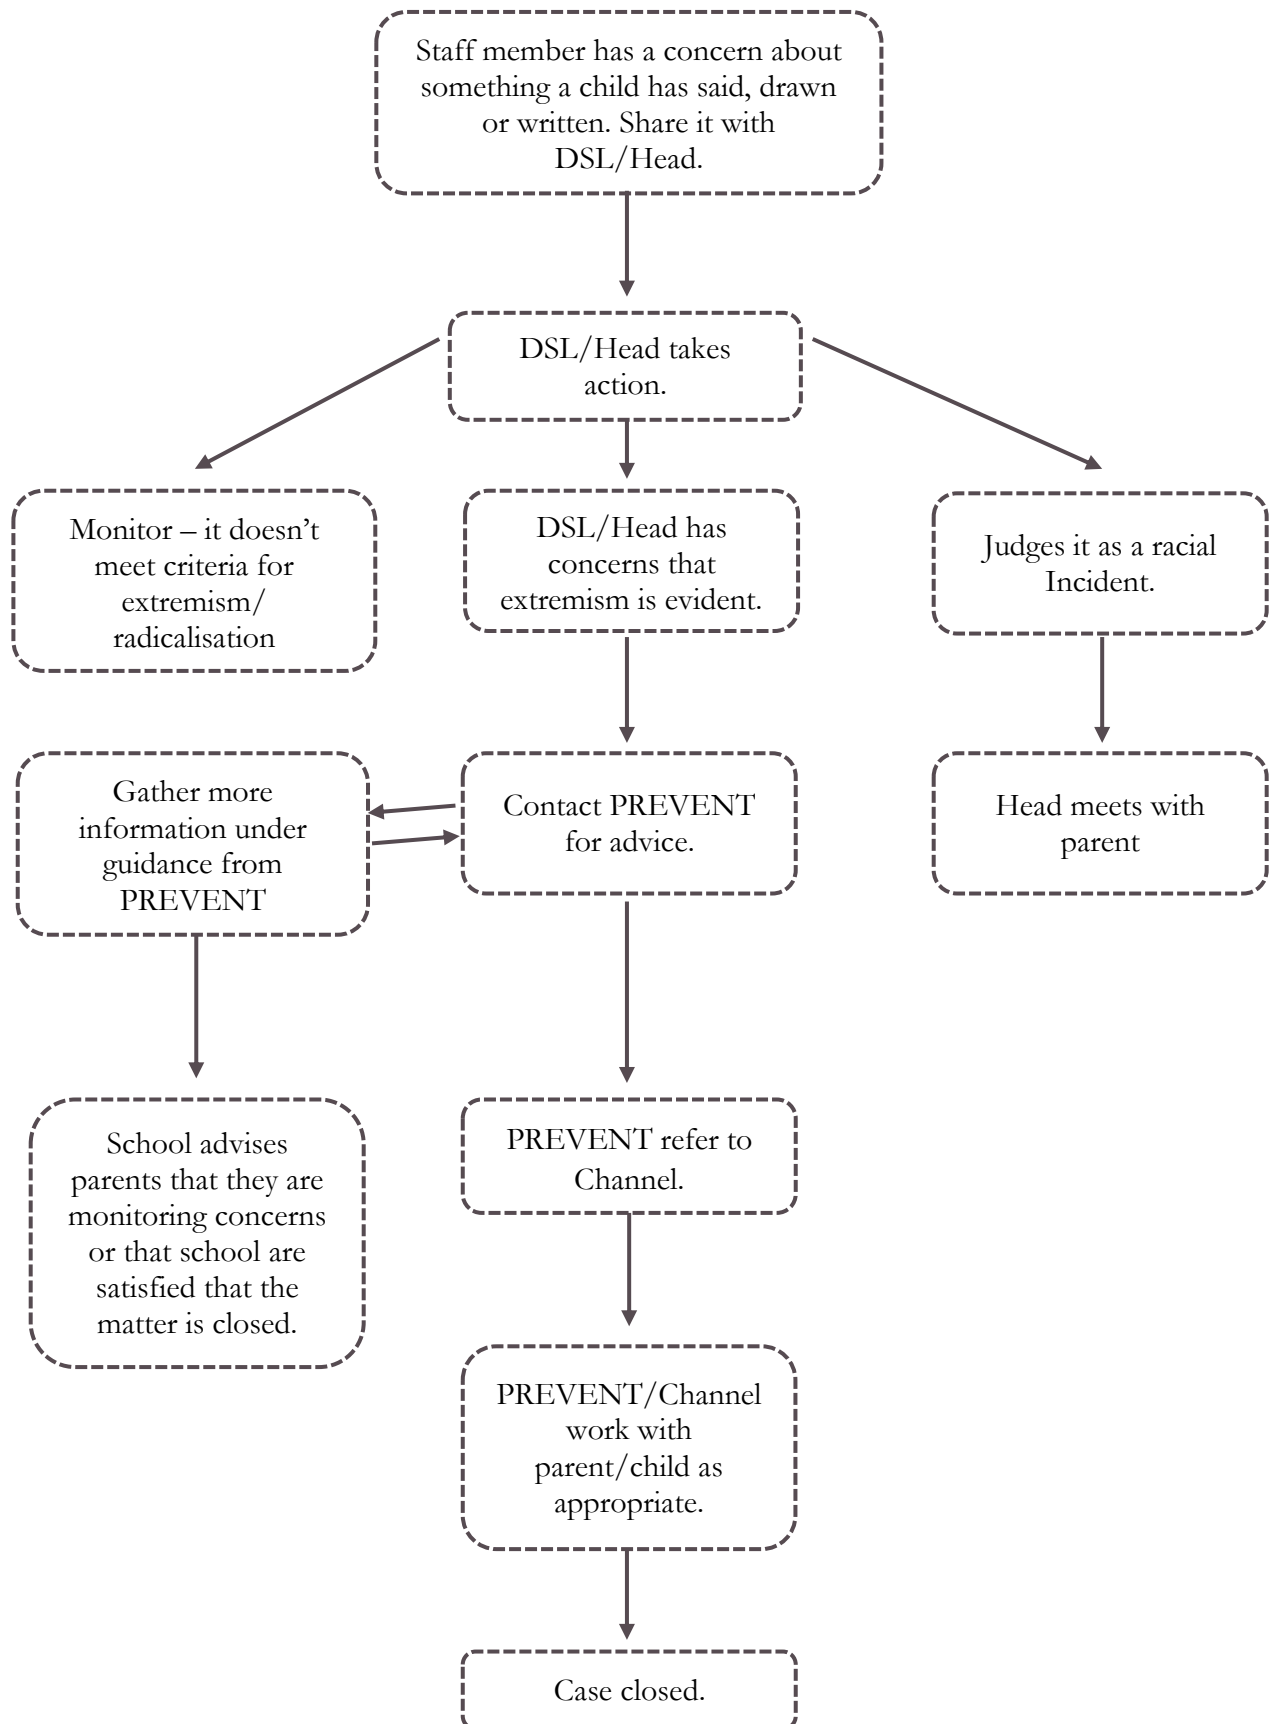 Staff member has a concern about
something a child has said, drawn
or written. Share it with
DSL/Head.
DSL/Head takes
action.
Monitor – it doesn’t
meet criteria for
extremism/
radicalisation
DSL/Head has
concerns that
extremism is evident.
Judges it as a racial
Incident.
Gather more
information under
guidance from
PREVENT
Contact PREVENT
for advice.
Head meets with
parent
School advises
parents that they are
monitoring concerns
or that school are
satisfied that the
matter is closed.
PREVENT refer to
Channel.
PREVENT/Channel
work with
parent/child as
appropriate.
Case closed.